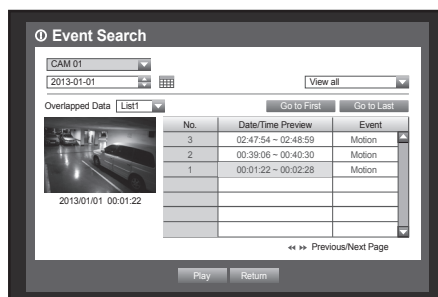 Event Search
CAM 01
2013-01-01
View all
Overlapped Data List1 Go to First Go to Last
No. Date/Time Preview Event
3 02:47:54 ~ 02:48:59 Motion
2 00:39:06 ~ 00:40:30 Motion
1 00:01:22 ~ 00:02:28 Motion
2013/01/01 00:01:22
Previous/Next Page
Play Return